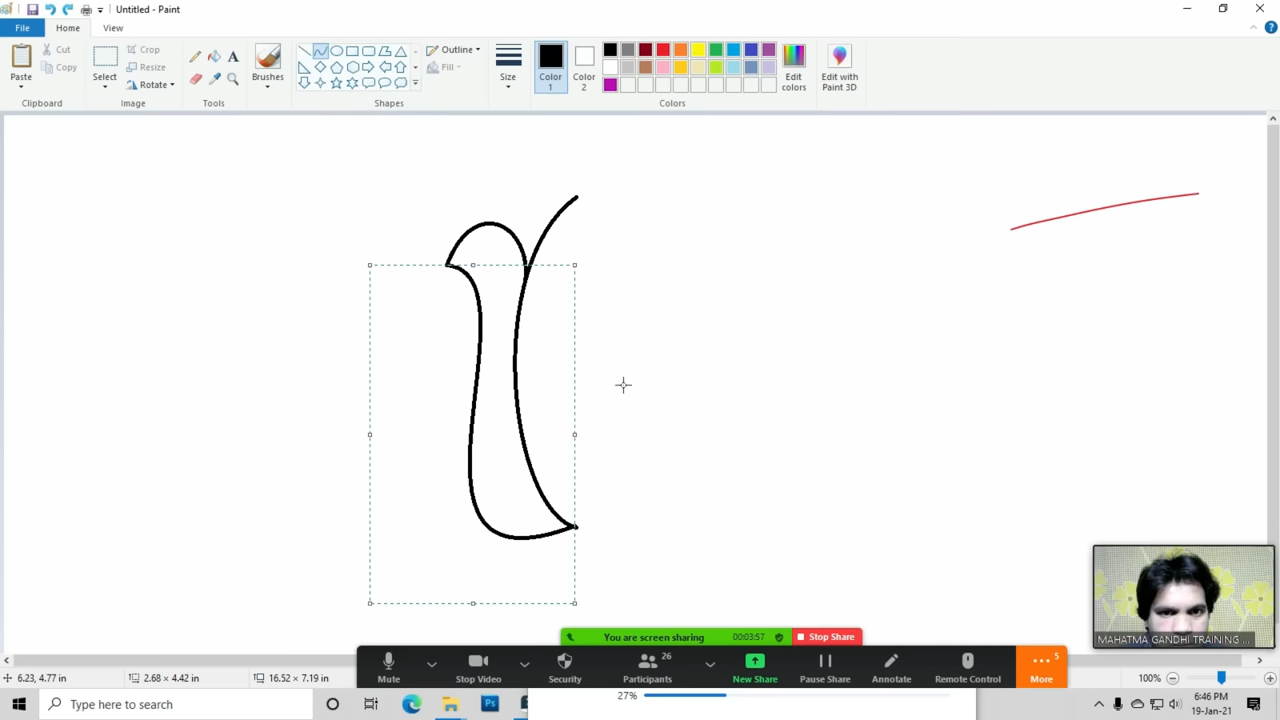 Untitled - Paint
File
Home
View
Paste
Cut
Copy
Clipboard
Select
Crop
Resize
Rotate
Image
Tools
Brushes
Outline
Fill
Shapes
Size
Color 1
Color 2
Edit colors
Edit with Paint 3D
Colors
You are screen sharing
00:03:57
Stop Share
MAHATMA GANDHI TRAINING ...
Mute
Stop Video
Security
26
Participants
New Share
Pause Share
Annotate
Remote Control
5
More
6.23, 4.77 in
2.68 × 4.42 in
16.52 × 7.19 in
100%
27%
Type here to search
Ps
6:46 PM
19-Jan-21